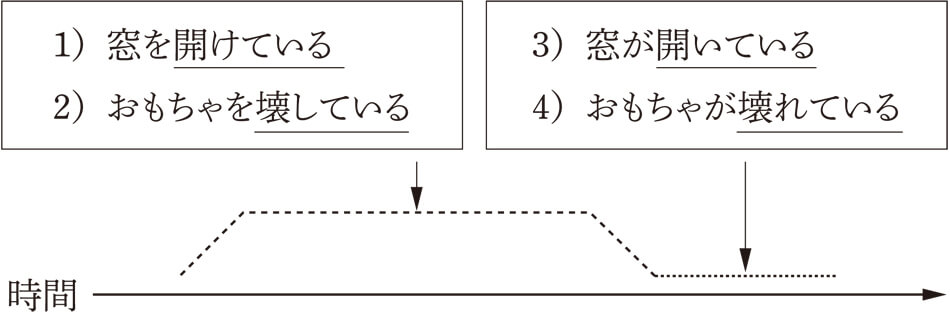 1）窓を開けている
2）おもちゃを壊している
3）窓が開いている
4）おもちゃが壊れている
時間